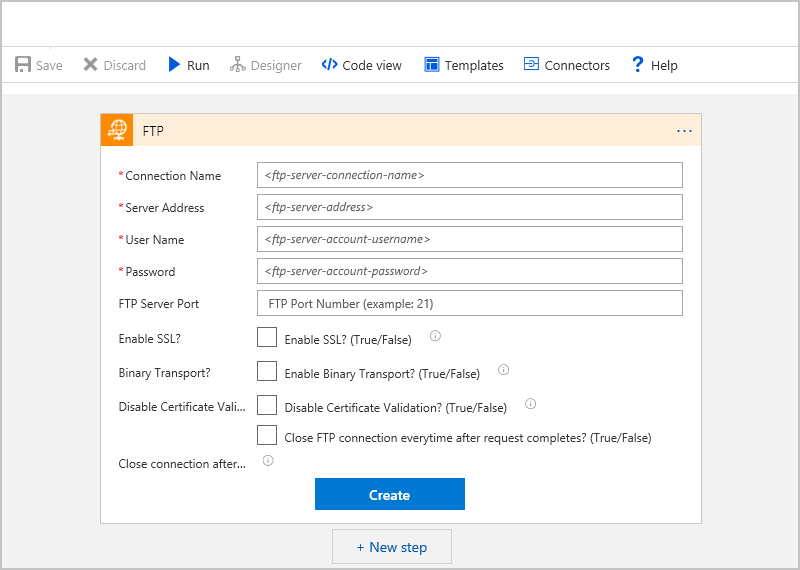 Save Discard Run Designer Code view Templates Connectors ? Help
FTP ...
*Connection Name <ftp-server-connection-name>
*Server Address <ftp-server-address>
*User Name <ftp-server-account-username>
*Password <ftp-server-account-password>
FTP Server Port FTP Port Number (example: 21)
Enable SSL? Enable SSL? (True/False)
Binary Transport? Enable Binary Transport? (True/False)
Disable Certificate Vali... Disable Certificate Validation? (True/False)
Close FTP connection everytime after request completes? (True/False)
Close connection after...
Create
+ New step